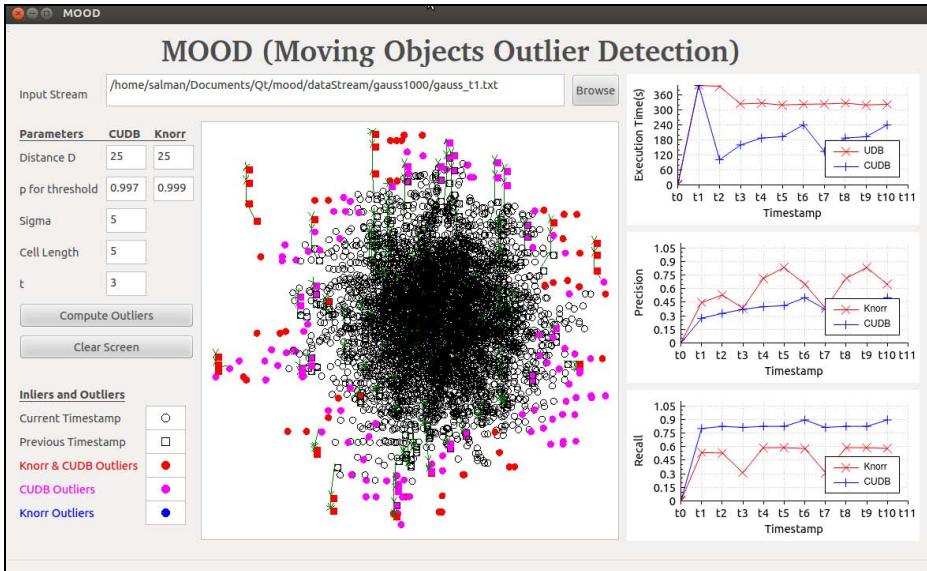 MOOD
MOOD (Moving Objects Outlier Detection)
Input Stream
/home/salman/Documents/Qt/mood/dataStream/gauss1000/gauss_t1.txt
Browse
Parameters CUDB Knorr
Distance D 25 25
p for threshold 0.997 0.999
Sigma 5
Cell Length 5
t 3
Compute Outliers
Clear Screen
Inliers and Outliers
Current Timestamp
Previous Timestamp
Knorr & CUDB Outliers
CUDB Outliers
Knorr Outliers
Execution Time(s)
360
300
240
180
120
60
0
UDB
CUDB
t0 t1 t2 t3 t4 t5 t6 t7 t8 t9 t10 t11
Timestamp
Precision
1.05
0.9
0.75
0.6
0.45
0.3
0.15
0
Knorr
CUDB
t0 t1 t2 t3 t4 t5 t6 t7 t8 t9 t10 t11
Timestamp
Recall
1.05
0.9
0.75
0.6
0.45
0.3
0.15
0
Knorr
CUDB
t0 t1 t2 t3 t4 t5 t6 t7 t8 t9 t10 t11
Timestamp